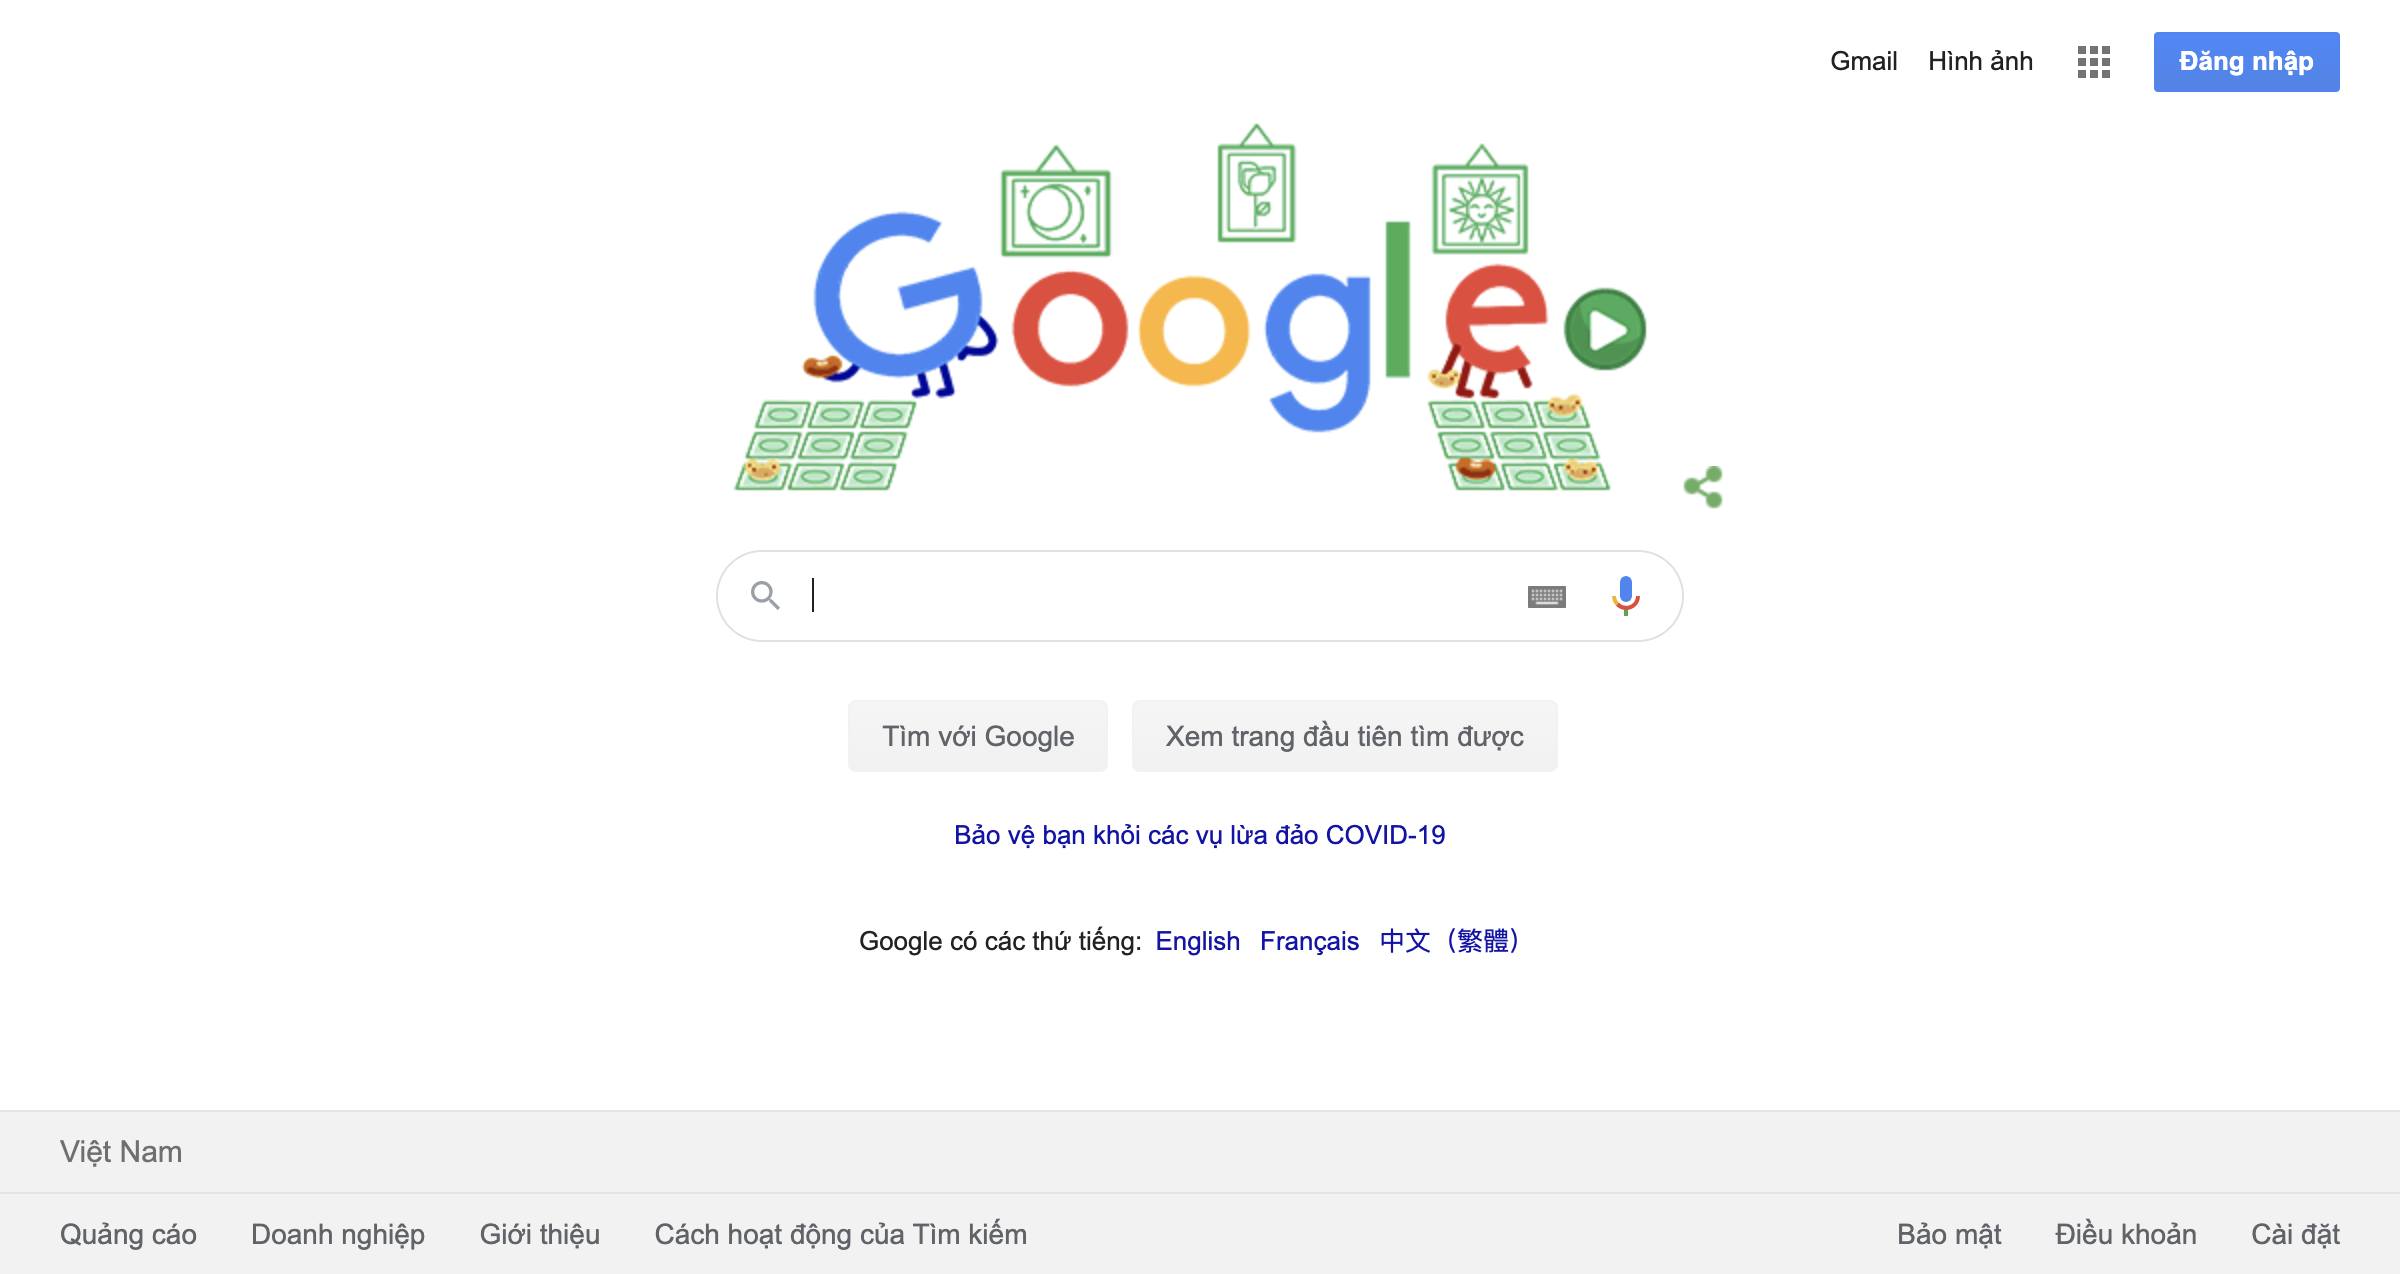 Gmail Hình ảnh Đăng nhập
Google
Tìm với Google Xem trang đầu tiên tìm được
Bảo vệ bạn khỏi các vụ lừa đảo COVID-19
Google có các thứ tiếng: English Français 中文（繁體）
Việt Nam
Quảng cáo Doanh nghiệp Giới thiệu Cách hoạt động của Tìm kiếm Bảo mật Điều khoản Cài đặt